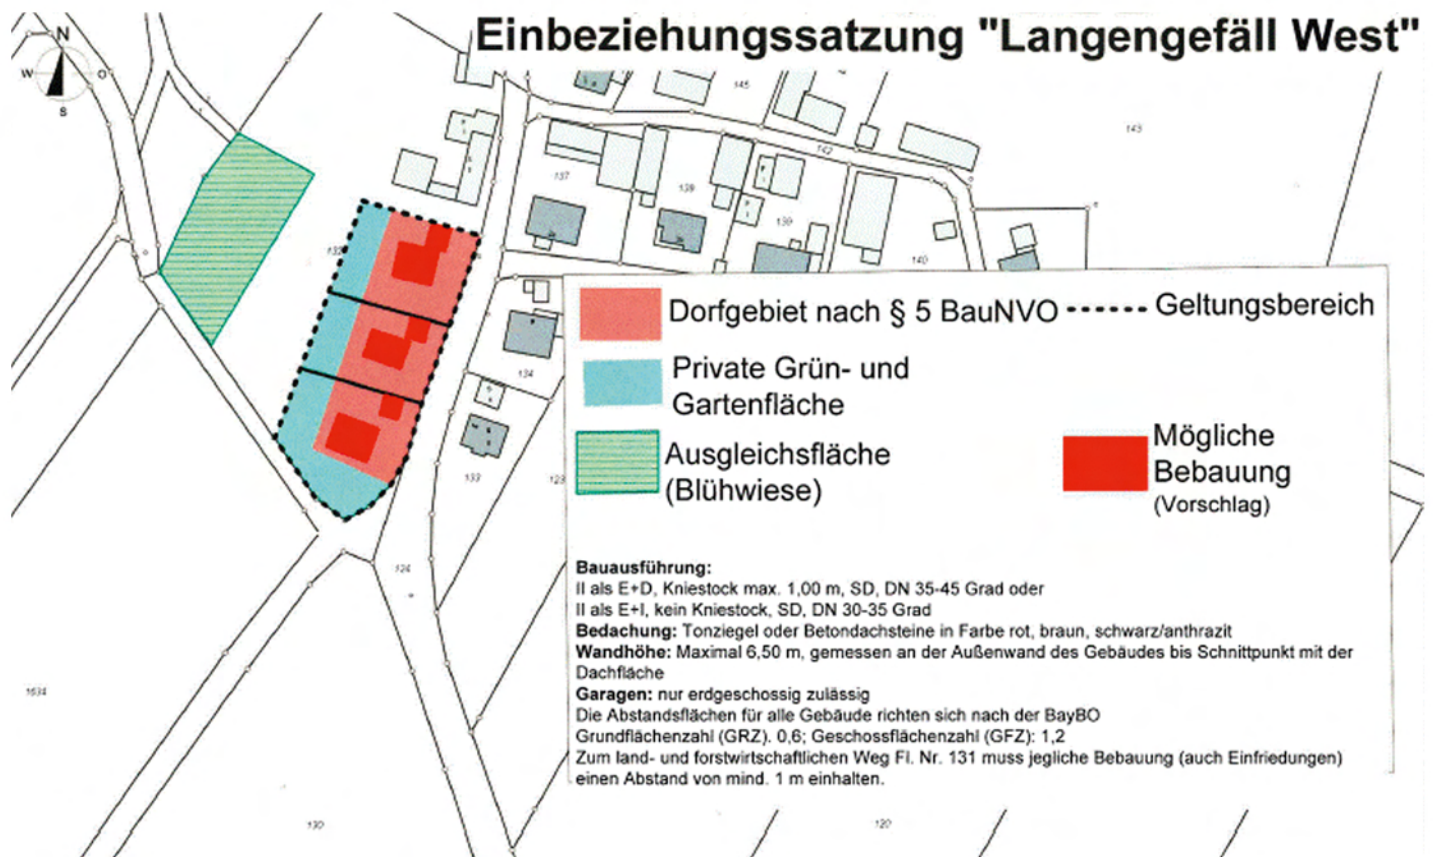 Einbeziehungssatzung "Langengefäll West"
N
W
O
S
145
143
142
137
138
139
132
140
134
133
123
124
1634
130
120
Dorfgebiet nach § 5 BauNVO
Geltungsbereich
Private Grün- und
Gartenfläche
Ausgleichsfläche
(Blühwiese)
Mögliche
Bebauung
(Vorschlag)
Bauausführung:
II als E+D, Kniestock max. 1,00 m, SD, DN 35-45 Grad oder
II als E+I, kein Kniestock, SD, DN 30-35 Grad
Bedachung: Tonziegel oder Betondachsteine in Farbe rot, braun, schwarz/anthrazit
Wandhöhe: Maximal 6,50 m, gemessen an der Außenwand des Gebäudes bis Schnittpunkt mit der
Dachfläche
Garagen: nur erdgeschossig zulässig
Die Abstandsflächen für alle Gebäude richten sich nach der BayBO
Grundflächenzahl (GRZ). 0,6; Geschossflächenzahl (GFZ): 1,2
Zum land- und forstwirtschaftlichen Weg Fl. Nr. 131 muss jegliche Bebauung (auch Einfriedungen)
einen Abstand von mind. 1 m einhalten.